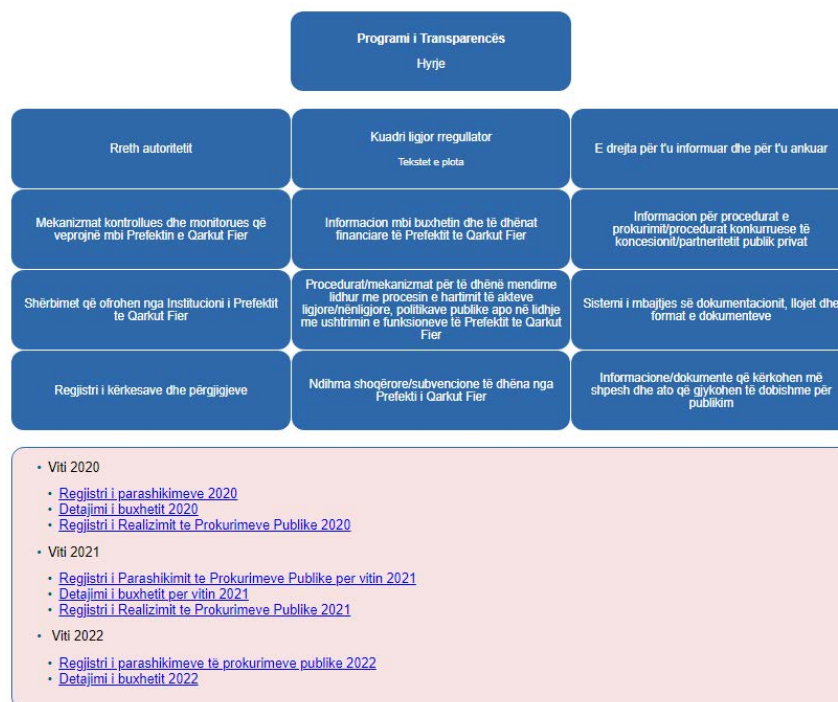 Programi i Transparencës
Hyrje
Rreth autoritetit
Kuadri ligjor rregullator
Tekstet e plota
E drejta për t'u informuar dhe për t'u ankuar
Mekanizmat kontrollues dhe monitorues që
veprojnë mbi Prefektin e Qarkut Fier
Informacion mbi buxhetin dhe të dhënat
financiare të Prefektit te Qarkut Fier
Informacion për procedurat e
prokurimit/procedurat konkurruese të
koncesionit/partneritetit publik privat
Shërbimet që ofrohen nga Institucioni i Prefektit
te Qarkut Fier
Procedurat/mekanizmat për të dhënë mendime
lidhur me procesin e hartimit të akteve
ligjore/nënligjore, politikave publike apo në lidhje
me ushtrimin e funksioneve të Prefektit te Qarkut
Fier
Sistemi i mbajtjes së dokumentacionit, llojet dhe
format e dokumenteve
Regjistri i kërkesave dhe përgjigjeve
Ndihma shoqërore/subvencione të dhëna nga
Prefekti i Qarkut Fier
Informacione/dokumente që kërkohen më
shpesh dhe ato që gjykohen të dobishme për
publikim
• Viti 2020
• Regjistri i parashikimeve 2020
• Detajimi i buxhetit 2020
• Regjistri i Realizimit te Prokurimeve Publike 2020
• Viti 2021
• Regjistri i Parashikimit te Prokurimeve Publike per vitin 2021
• Detajimi i buxhetit per vitin 2021
• Regjistri i Realizimit te Prokurimeve Publike 2021
• Viti 2022
• Regjistri i parashikimeve të prokurimeve publike 2022
• Detajimi i buxhetit 2022